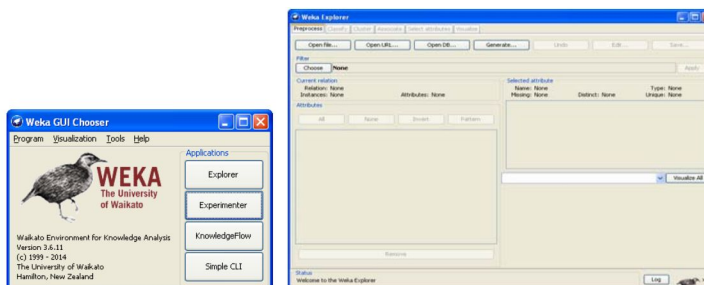 Weka GUI Chooser
Program Visualization Tools Help
WEKA
The University
of Waikato
Waikato Environment for Knowledge Analysis
Version 3.6.11
(c) 1999 - 2014
The University of Waikato
Hamilton, New Zealand
Applications
Explorer
Experimenter
KnowledgeFlow
Simple CLI
Weka Explorer
Preprocess Classify Cluster Associate Select attributes Visualize
Open file... Open URL... Open DB... Generate... Undo Edit... Save...
Filter
Choose None Apply
Current relation
Relation: None
Instances: None Attributes: None
Attributes
All None Invert Pattern
Remove
Selected attribute
Name: None Type: None
Missing: None Distinct: None Unique: None
Visualize All
Status
Welcome to the Weka Explorer
Log